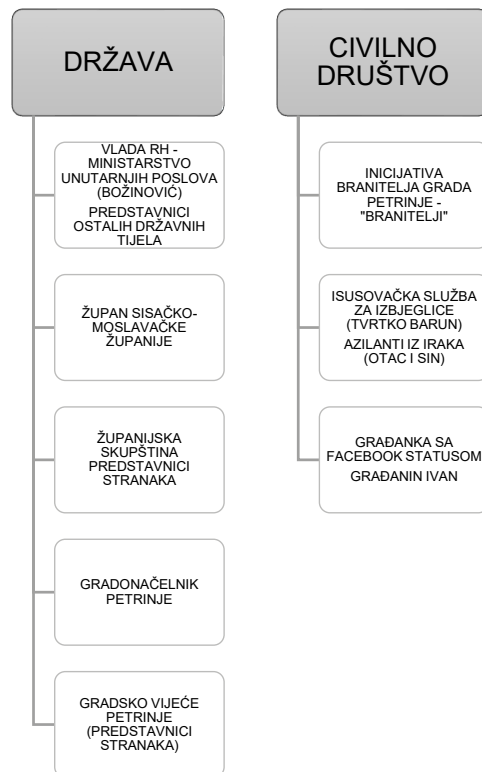 DRŽAVA
VLADA RH -
MINISTARSTVO
UNUTARNJIH POSLOVA
(BOŽINOVIĆ)
PREDSTAVNICI
OSTALIH DRŽAVNIH
TIJELA
ŽUPAN SISAČKO-
MOSLAVAČKE
ŽUPANIJE
ŽUPANIJSKA
SKUPŠTINA
PREDSTAVNICI
STRANAKA
GRADONAČELNIK
PETRINJE
GRADSKO VIJEĆE
PETRINJE
(PREDSTAVNICI
STRANAKA)
CIVILNO
DRUŠTVO
INICIJATIVA
BRANITELJA GRADA
PETRINJE -
"BRANITELJI"
ISUSOVAČKA SLUŽBA
ZA IZBJEGLICE
(TVRTKO BARUN)
AZILANTI IZ IRAKA
(OTAC I SIN)
GRAĐANKA SA
FACEBOOK STATUSOM
GRAĐANIN IVAN